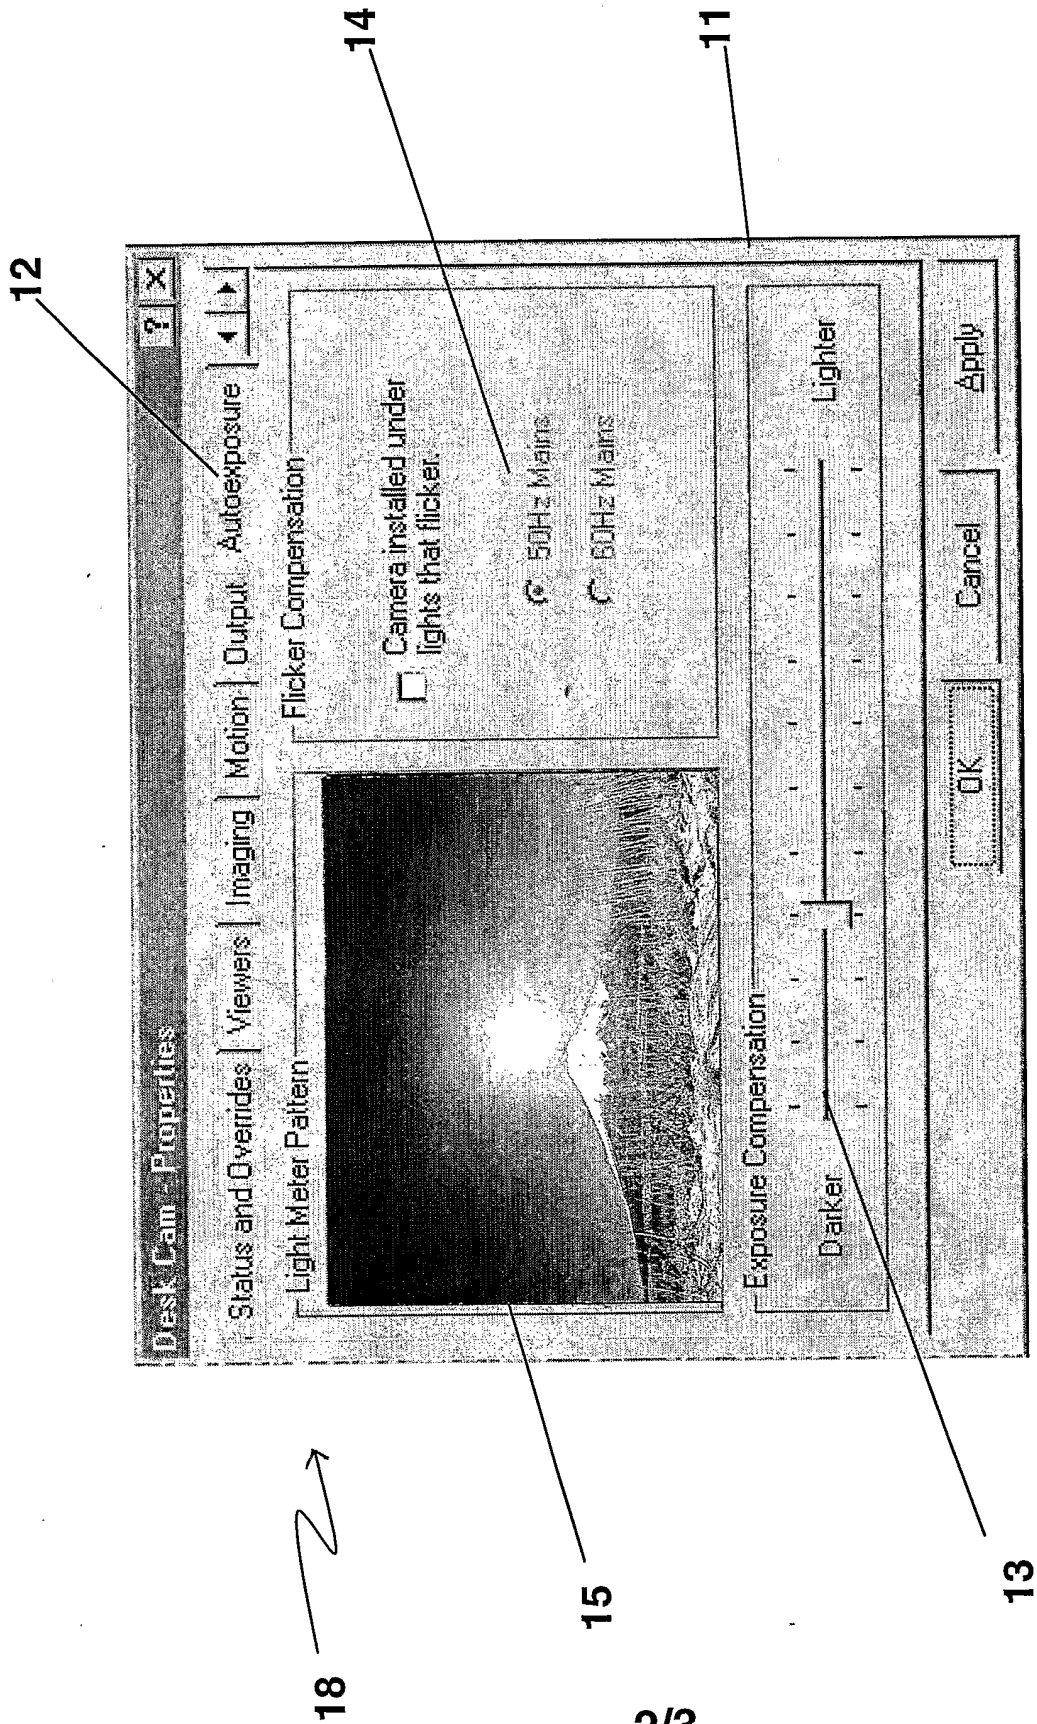 12
14
11
Desk Cam - Properties
? X
Status and Overrides Viewers Imaging Motion Output Autoexposure
Light Meter Pattern
Flicker Compensation
Camera installed under
lights that flicker.
50Hz Mains
60Hz Mains
Exposure Compensation
Darker
Lighter
OK
Cancel
Apply
18
15
13
2/3